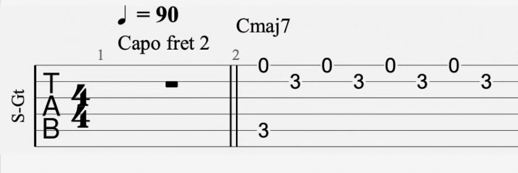 ♩ = 90
Capo fret 2
Cmaj7
1
2
S-Gt
T
A
B
4
4
0 0 0 0
3 3 3 3
3